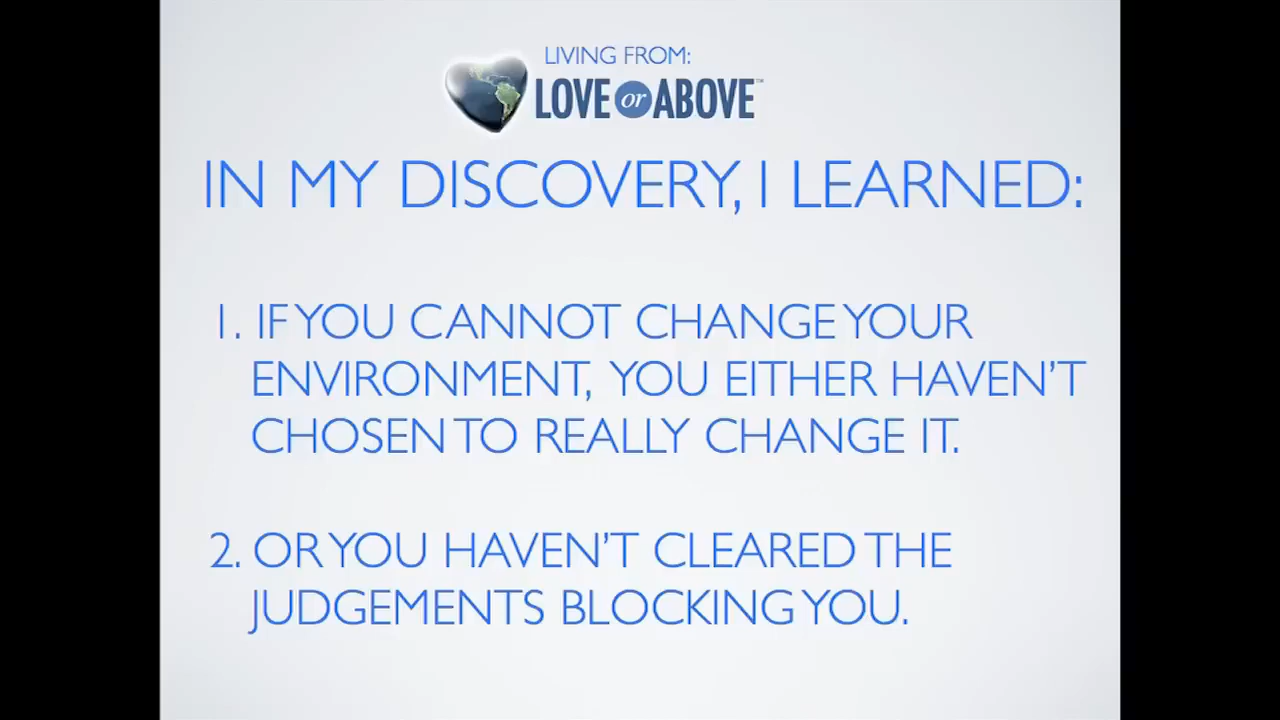 LIVING FROM:
LOVE or ABOVE™
IN MY DISCOVERY, I LEARNED:
1. IF YOU CANNOT CHANGE YOUR
ENVIRONMENT, YOU EITHER HAVEN'T
CHOSEN TO REALLY CHANGE IT.
2. OR YOU HAVEN'T CLEARED THE
JUDGEMENTS BLOCKING YOU.